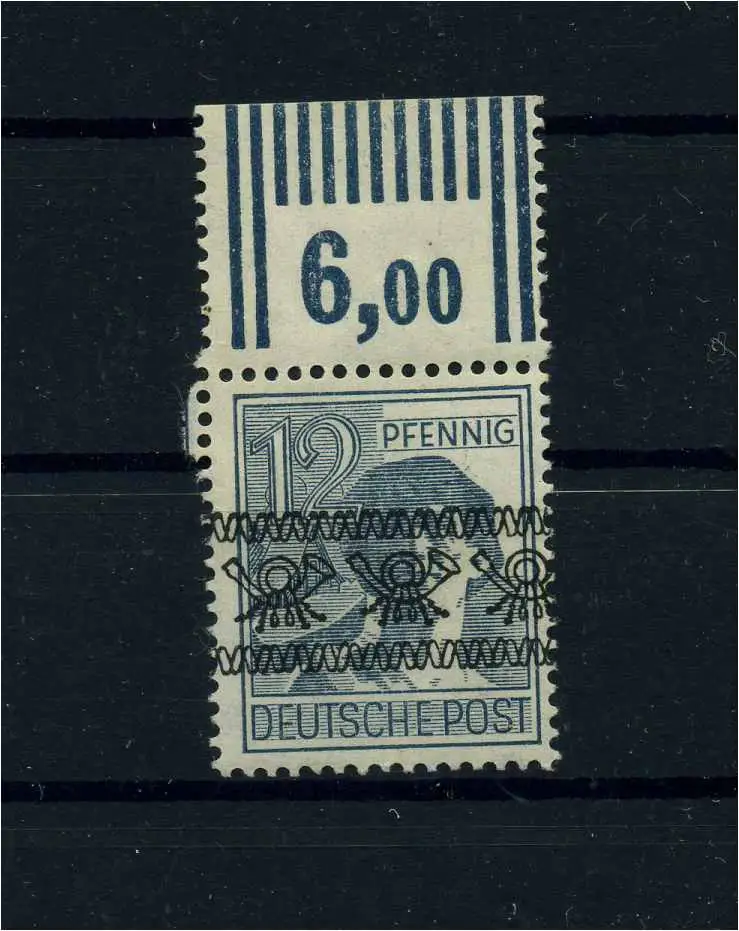 6,00
12 PFENNIG
DEUTSCHE POST